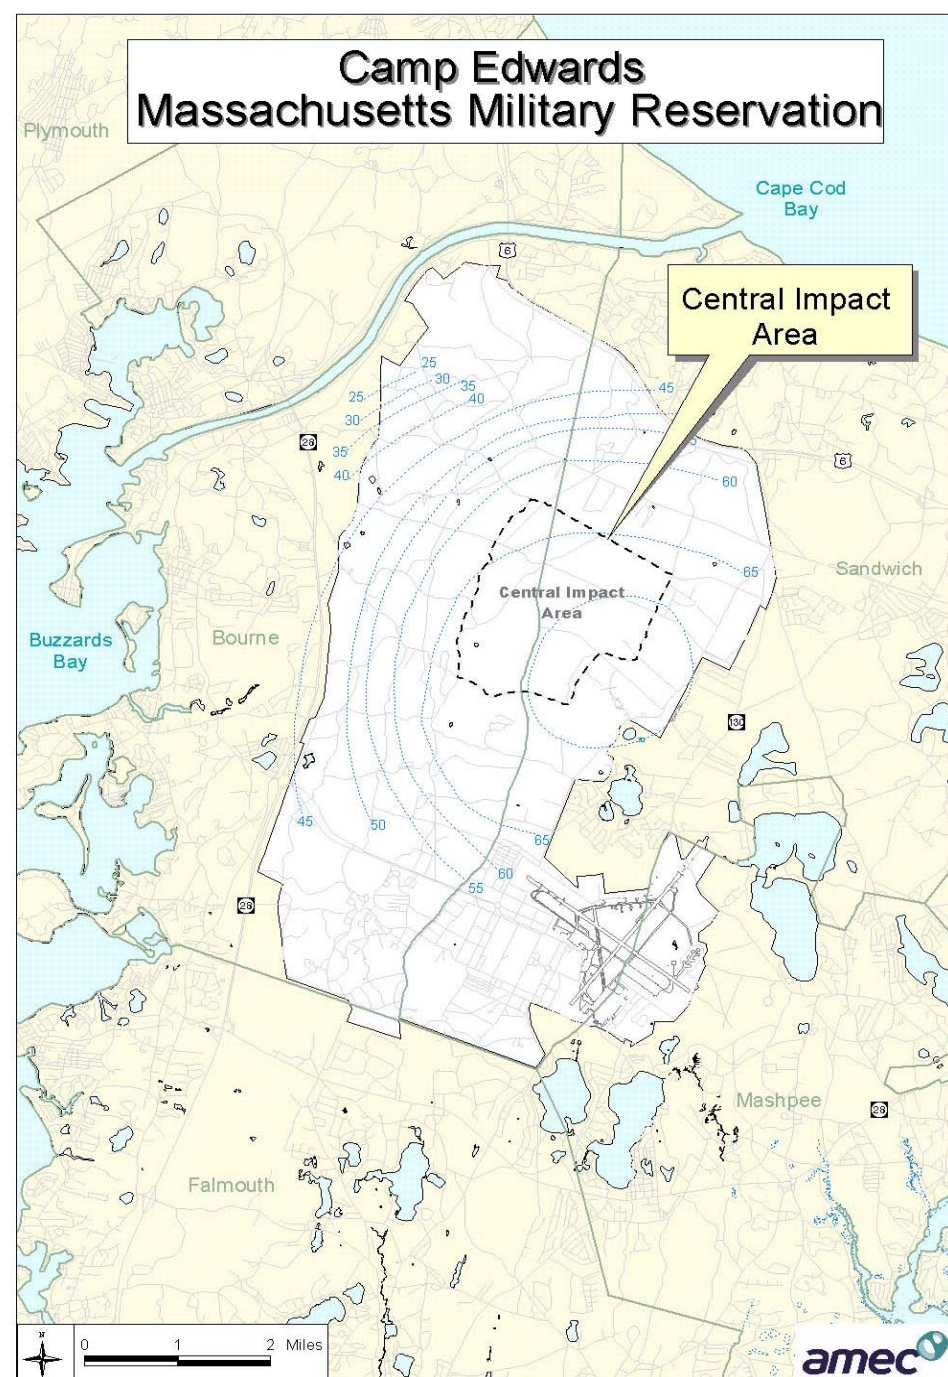 Camp Edwards
Massachusetts Military Reservation
Plymouth
Cape Cod
Bay
6
Central Impact
Area
25
30
35
40
45
25
30
35
40
28
60
6
65
Sandwich
Central Impact
Area
Bourne
Buzzards
Bay
130
45
50
65
60
55
28
Mashpee
28
Falmouth
N
0 1 2 Miles
amec